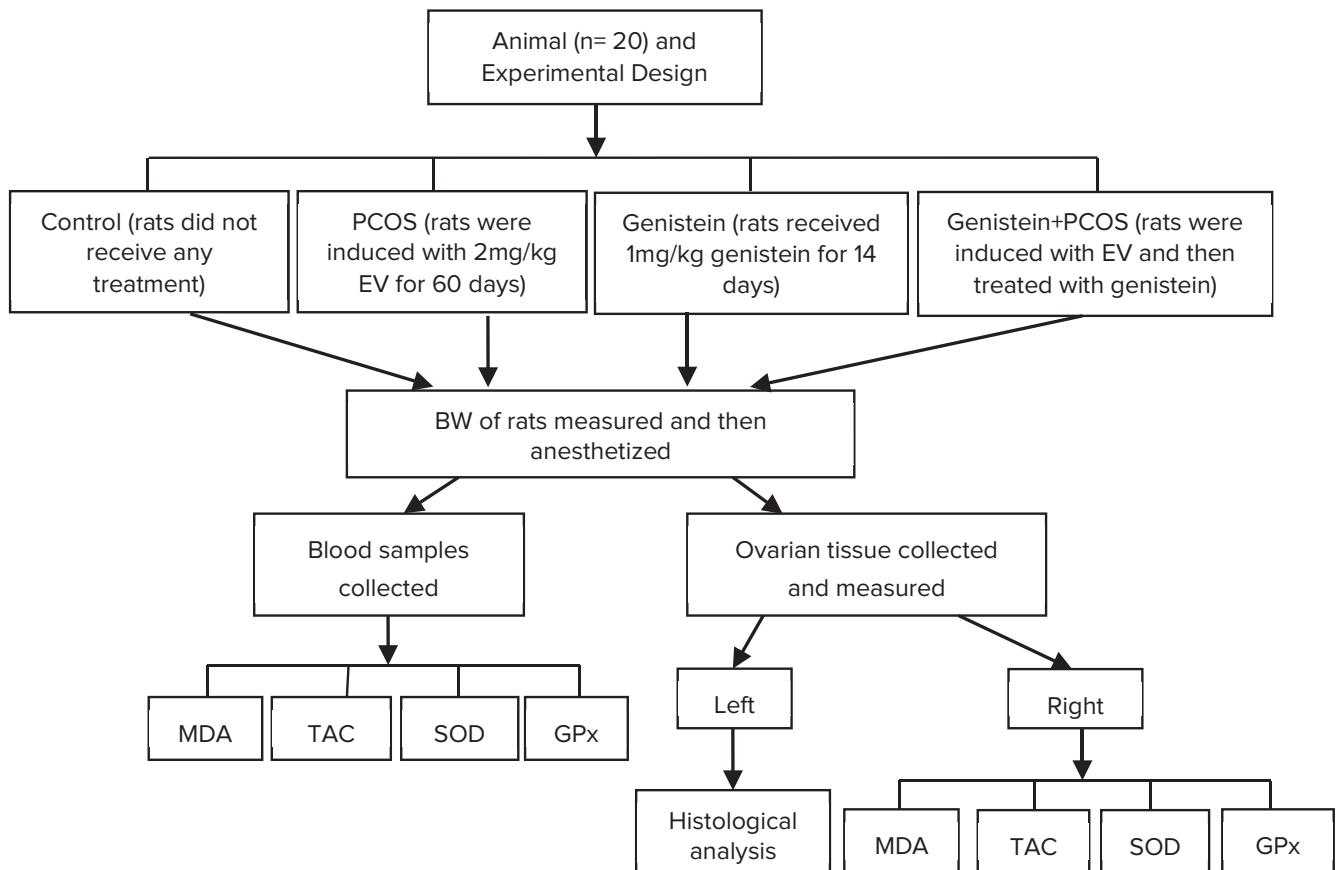 Animal (n= 20) and
Experimental Design
Control (rats did not
receive any
treatment)
PCOS (rats were
induced with 2mg/kg
EV for 60 days)
Genistein (rats received
1mg/kg genistein for 14
days)
Genistein+PCOS (rats were
induced with EV and then
treated with genistein)
BW of rats measured and then
anesthetized
Blood samples
collected
Ovarian tissue collected
and measured
MDA
TAC
SOD
GPx
Left
Right
Histological
analysis
MDA
TAC
SOD
GPx